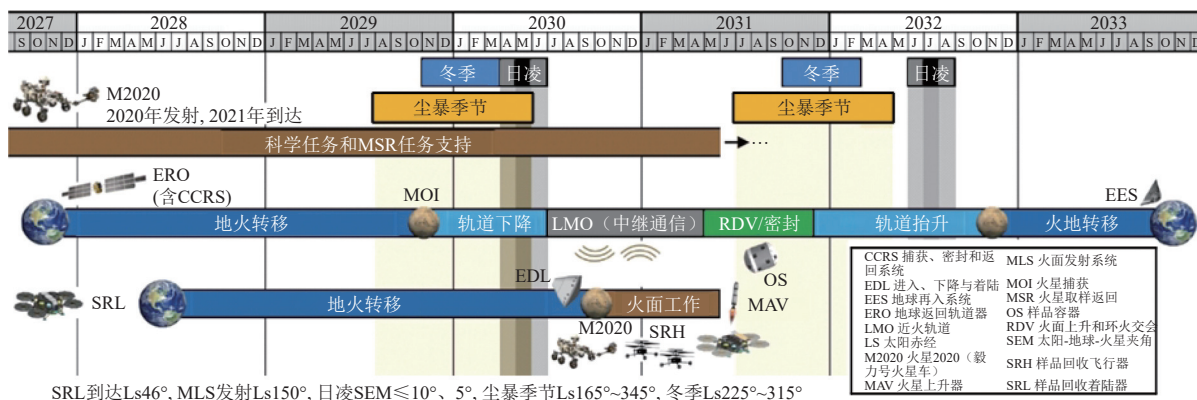 2027 2028 2029 2030 2031 2032 2033
S O N D J F M A M J J A S O N D J F M A M J J A S O N D J F M A M J J A S O N D J F M A M J J A S O N D J F M A M J J A S O N D J F M A M J J A S O N D
冬季 日凌 冬季 日凌
M2020
2020年发射, 2021年到达
尘暴季节 尘暴季节
科学任务和MSR任务支持 …
ERO
(含CCRS)
MOI
EES
地火转移 轨道下降 LMO（中继通信） RDV/密封 轨道抬升 火地转移
OS
EDL
MAV
SRL
地火转移 火面工作
M2020
SRH
CCRS 捕获、密封和返
回系统
EDL 进入、下降与着陆
EES 地球再入系统
ERO 地球返回轨道器
LMO 近火轨道
LS 太阳赤经
M2020 火星2020（毅
力号火星车）
MAV 火星上升器
MLS 火面发射系统
MOI 火星捕获
MSR 火星取样返回
OS 样品容器
RDV 火面上升和环火交会
SEM 太阳-地球-火星夹角
SRH 样品回收飞行器
SRL 样品回收着陆器
SRL到达Ls46°, MLS发射Ls150°, 日凌SEM≤10°、5°, 尘暴季节Ls165°~345°, 冬季Ls225°~315°